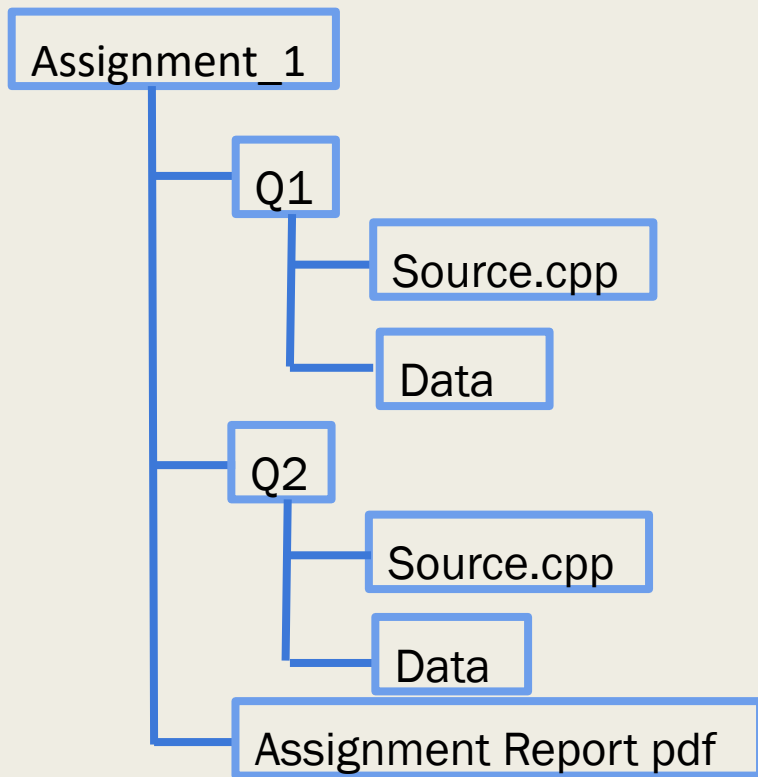 Assignment_1
Q1
Source.cpp
Data
Q2
Source.cpp
Data
Assignment Report pdf